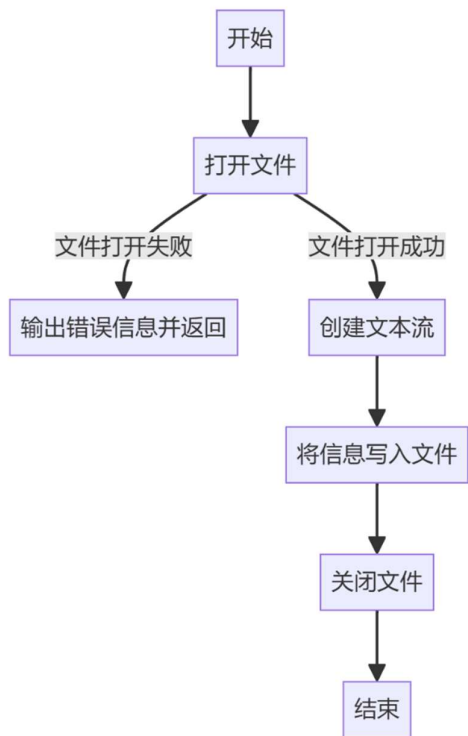 开始
打开文件
文件打开失败
文件打开成功
输出错误信息并返回
创建文本流
将信息写入文件
关闭文件
结束